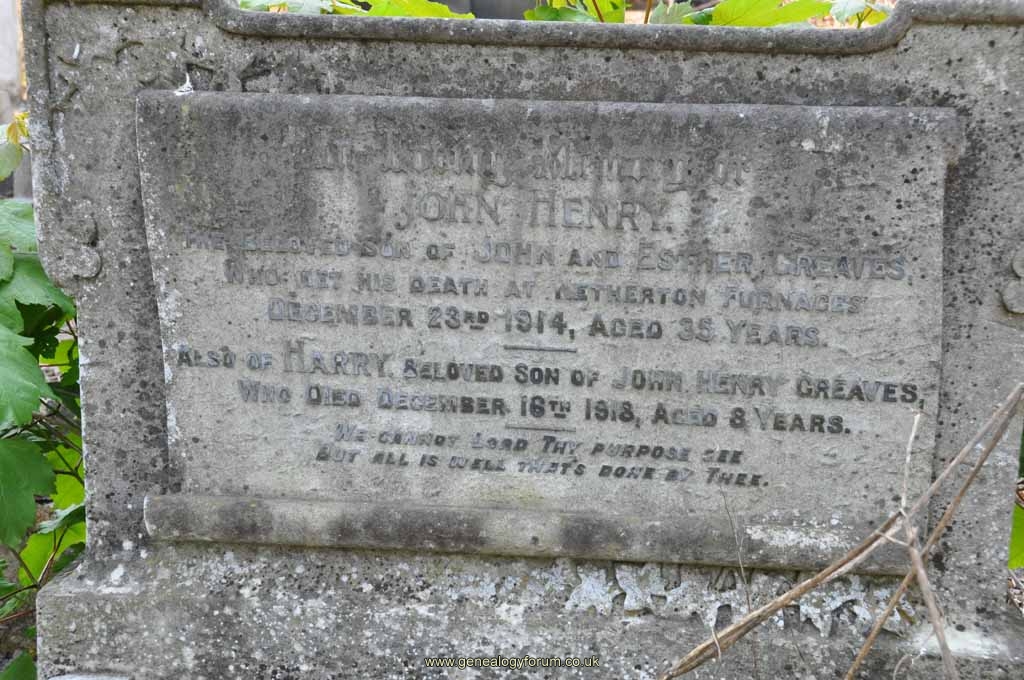 In Loving Memory of
JOHN HENRY,
THE BELOVED SON OF JOHN AND ESTHER GREAVES,
WHO MET HIS DEATH AT NETHERTON FURNACES
DECEMBER 23RD 1914, AGED 35 YEARS.
ALSO OF HARRY, BELOVED SON OF JOHN HENRY GREAVES,
WHO DIED DECEMBER 16TH 1918, AGED 8 YEARS.
WE CANNOT LORD THY PURPOSE SEE
BUT ALL IS WELL THAT'S DONE BY THEE.
www.genealogyforum.co.uk